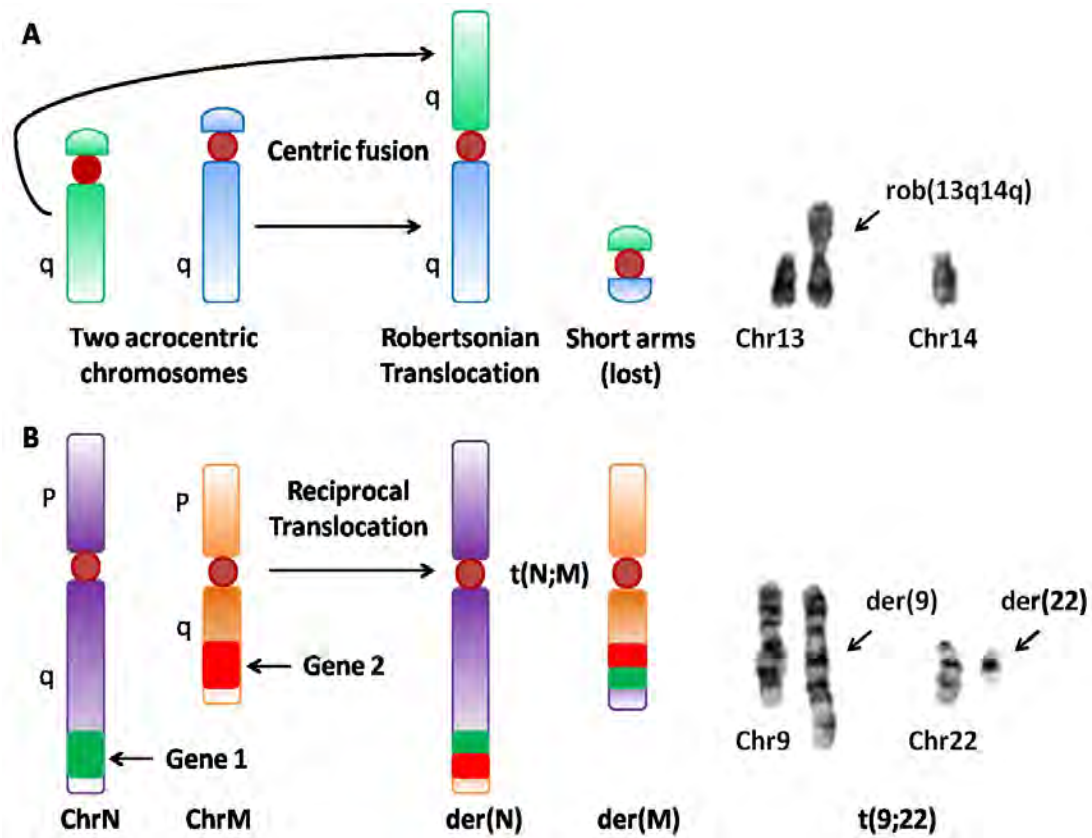 A
q
q
Centric fusion
q
q
rob(13q14q)
Two acrocentric
chromosomes
Robertsonian
Translocation
Short arms
(lost)
Chr13
Chr14
B
P
P
Reciprocal
Translocation
t(N;M)
q
q
Gene 2
Gene 1
der(9)
der(22)
Chr9
Chr22
ChrN
ChrM
der(N)
der(M)
t(9;22)